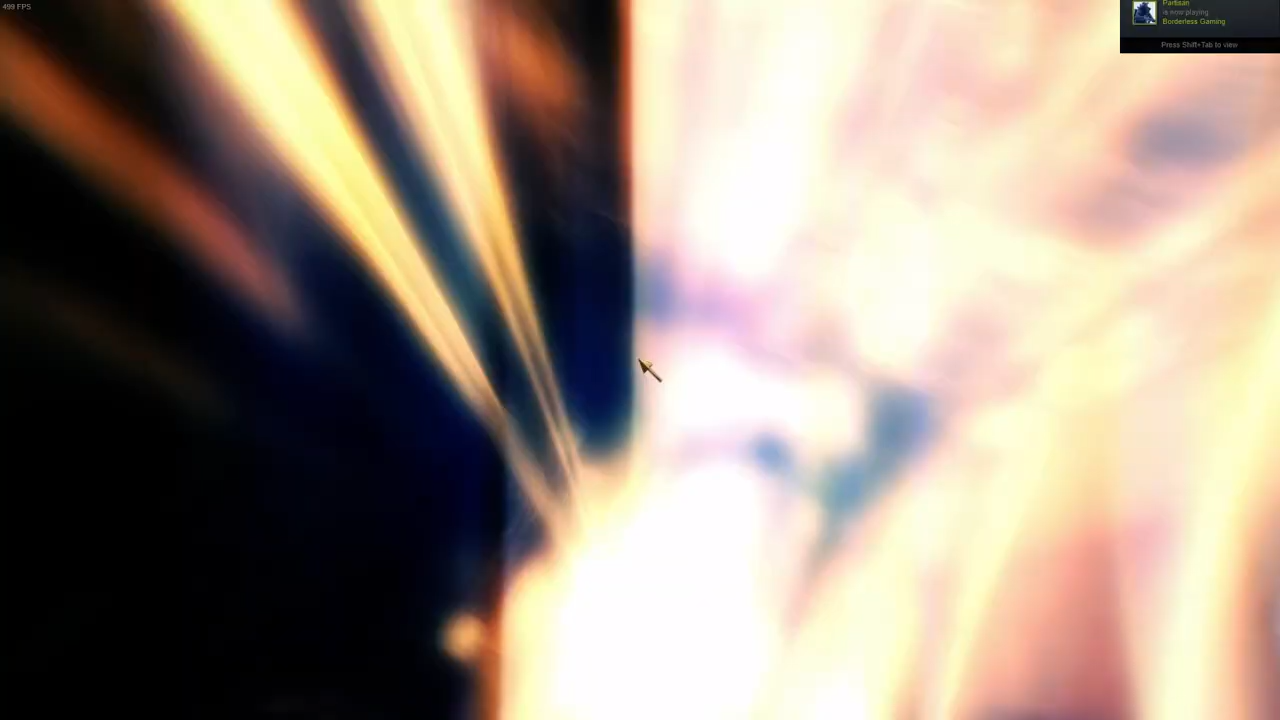 499 FPS
Partisan
is now playing
Borderless Gaming
Press Shift+Tab to view